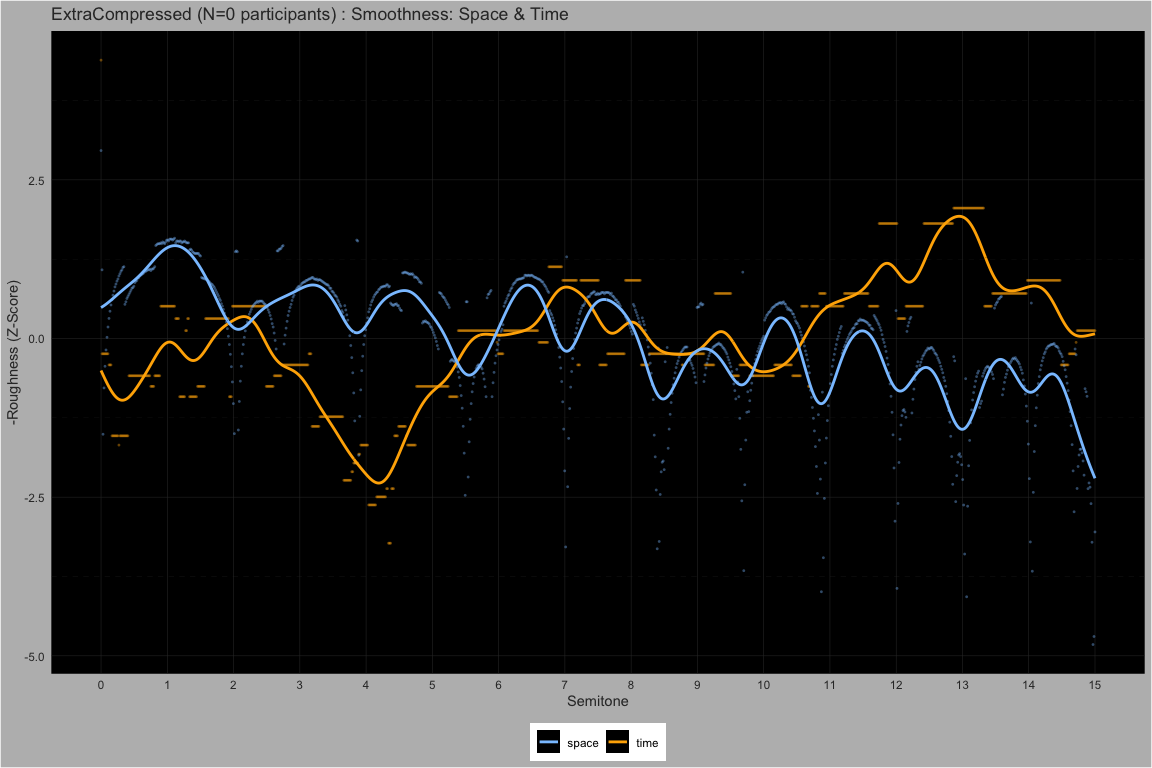 ExtraCompressed (N=0 participants) : Smoothness: Space & Time
-Roughness (Z-Score)
2.5
0.0
-2.5
-5.0
0 1 2 3 4 5 6 7 8 9 10 11 12 13 14 15
Semitone
space time